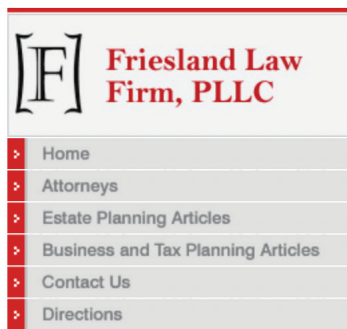 [F]
Friesland Law
Firm, PLLC
Home
Attorneys
Estate Planning Articles
Business and Tax Planning Articles
Contact Us
Directions